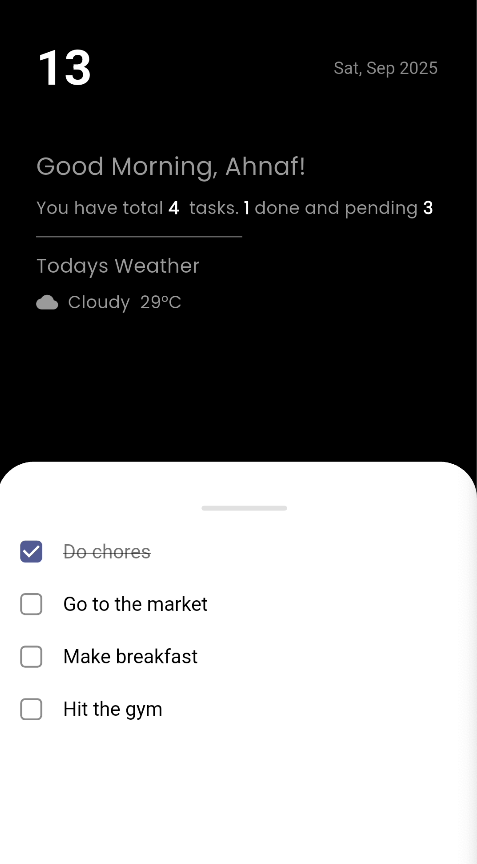 13
Sat, Sep 2025
Good Morning, Ahnaf!
You have total 4 tasks. 1 done and pending 3
Todays Weather
Cloudy 29°C
Do chores
Go to the market
Make breakfast
Hit the gym